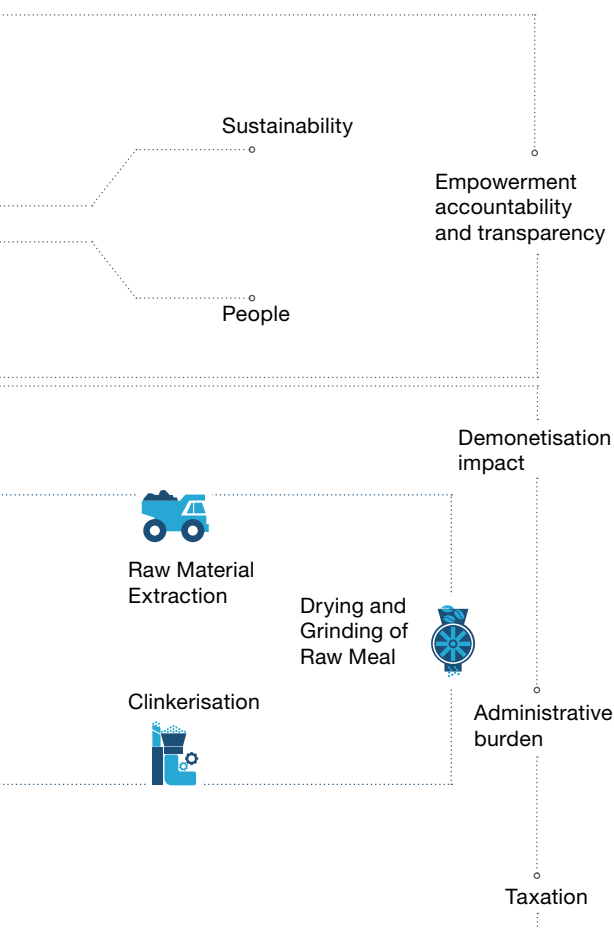 Sustainability
Empowerment
accountability
and transparency
People
Demonetisation
impact
Raw Material
Extraction
Drying and
Grinding of
Raw Meal
Clinkerisation
Administrative
burden
Taxation